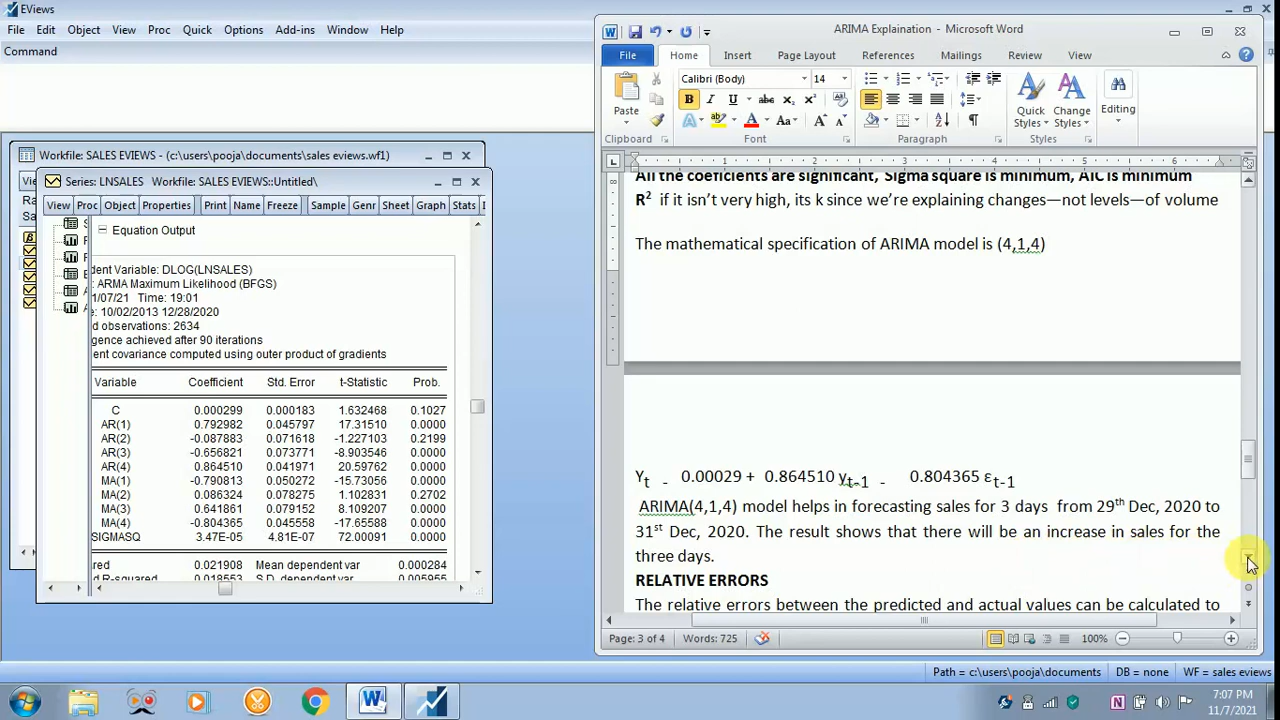 EViews
File Edit Object View Proc Quick Options Add-ins Window Help
Command
Workfile: SALES EVIEWS - (c:\users\pooja\documents\sales eviews.wf1)
Series: LNSALES Workfile: SALES EVIEWS::Untitled\
View Proc Object Properties Print Name Freeze Sample Genr Sheet Graph Stats
Equation Output
dent Variable: DLOG(LNSALES)
: ARMA Maximum Likelihood (BFGS)
1/07/21 Time: 19:01
e: 10/02/2013 12/28/2020
d observations: 2634
ergence achieved after 90 iterations
ent covariance computed using outer product of gradients
Variable Coefficient Std. Error t-Statistic Prob.
C 0.000299 0.000183 1.632468 0.1027
AR(1) 0.792982 0.045797 17.31510 0.0000
AR(2) -0.087883 0.071618 -1.227103 0.2199
AR(3) -0.656821 0.073771 -8.903546 0.0000
AR(4) 0.864510 0.041971 20.59762 0.0000
MA(1) -0.790813 0.050272 -15.73056 0.0000
MA(2) 0.086324 0.078275 1.102831 0.2702
MA(3) 0.641861 0.079152 8.109207 0.0000
MA(4) -0.804365 0.045558 -17.65588 0.0000
SIGMASQ 3.47E-05 4.81E-07 72.00091 0.0000
ared 0.021908 Mean dependent var 0.000284
ARIMA Explaination - Microsoft Word
File Home Insert Page Layout References Mailings Review View
Calibri (Body) 14
Paste
Quick Styles
Change Styles
Editing
Clipboard Font Paragraph Styles
All the coeficients are significant, Sigma square is minimum, AIC is minimum
R² if it isn't very high, its k since we're explaining changes—not levels—of volume
The mathematical specification of ARIMA model is (4,1,4)
Yt - 0.00029 + 0.864510 yt-1 - 0.804365 εt-1
ARIMA(4,1,4) model helps in forecasting sales for 3 days from 29th Dec, 2020 to
31st Dec, 2020. The result shows that there will be an increase in sales for the
three days.
RELATIVE ERRORS
The relative errors between the predicted and actual values can be calculated to
Page: 3 of 4 Words: 725 100%
Path = c:\users\pooja\documents DB = none WF = sales eviews
7:07 PM
11/7/2021